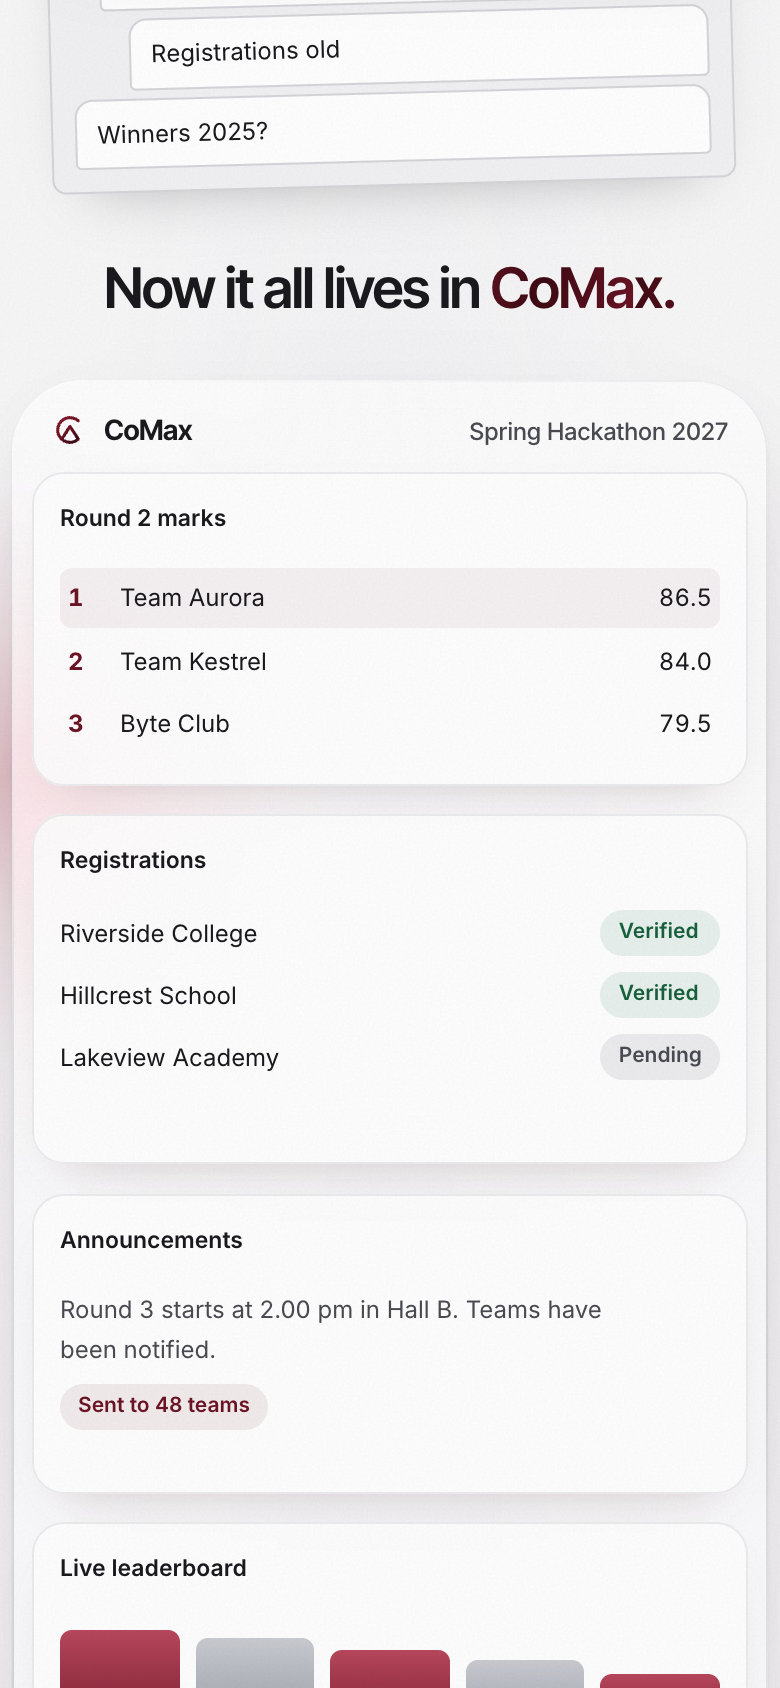 Registrations old
Winners 2025?
Now it all lives in CoMax.
CoMax
Spring Hackathon 2027
Round 2 marks
1 Team Aurora 86.5
2 Team Kestrel 84.0
3 Byte Club 79.5
Registrations
Riverside College Verified
Hillcrest School Verified
Lakeview Academy Pending
Announcements
Round 3 starts at 2.00 pm in Hall B. Teams have
been notified.
Sent to 48 teams
Live leaderboard